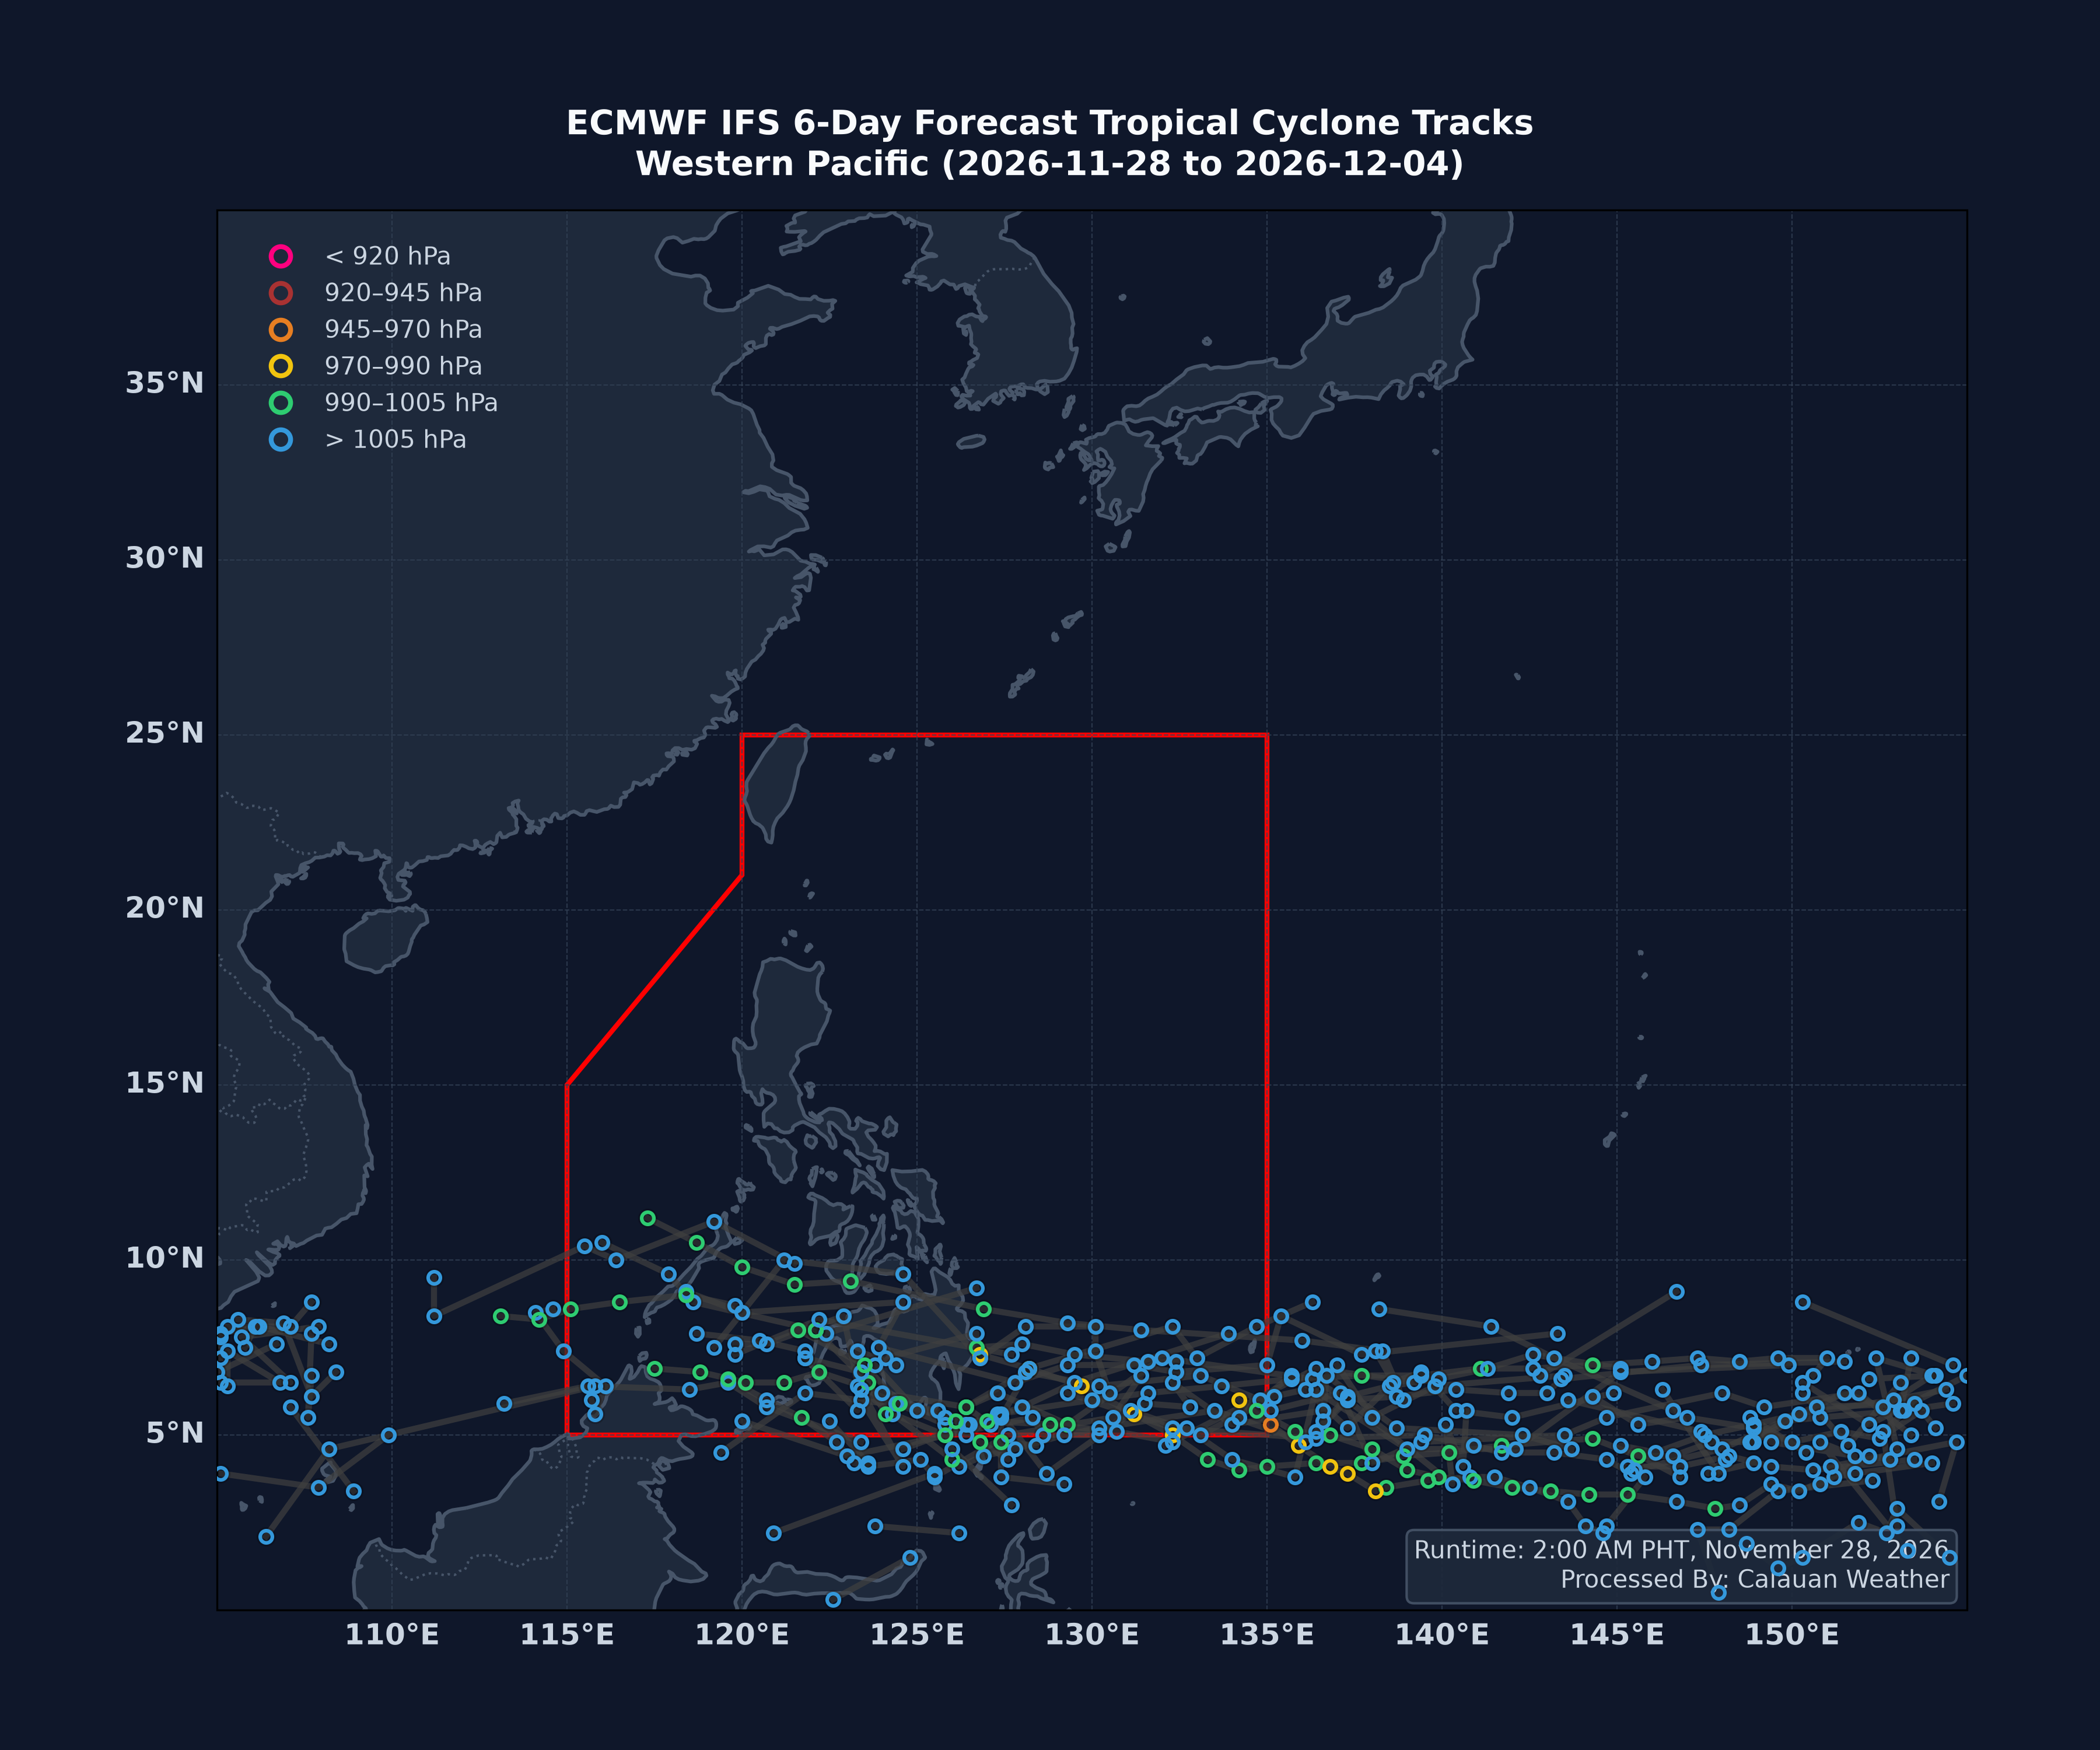 ECMWF IFS 6-Day Forecast Tropical Cyclone Tracks
Western Pacific (2026-11-28 to 2026-12-04)
< 920 hPa
920–945 hPa
945–970 hPa
970–990 hPa
990–1005 hPa
> 1005 hPa
35°N
30°N
25°N
20°N
15°N
10°N
5°N
Runtime: 2:00 AM PHT, November 28, 2026
Processed By: Calauan Weather
110°E 115°E 120°E 125°E 130°E 135°E 140°E 145°E 150°E